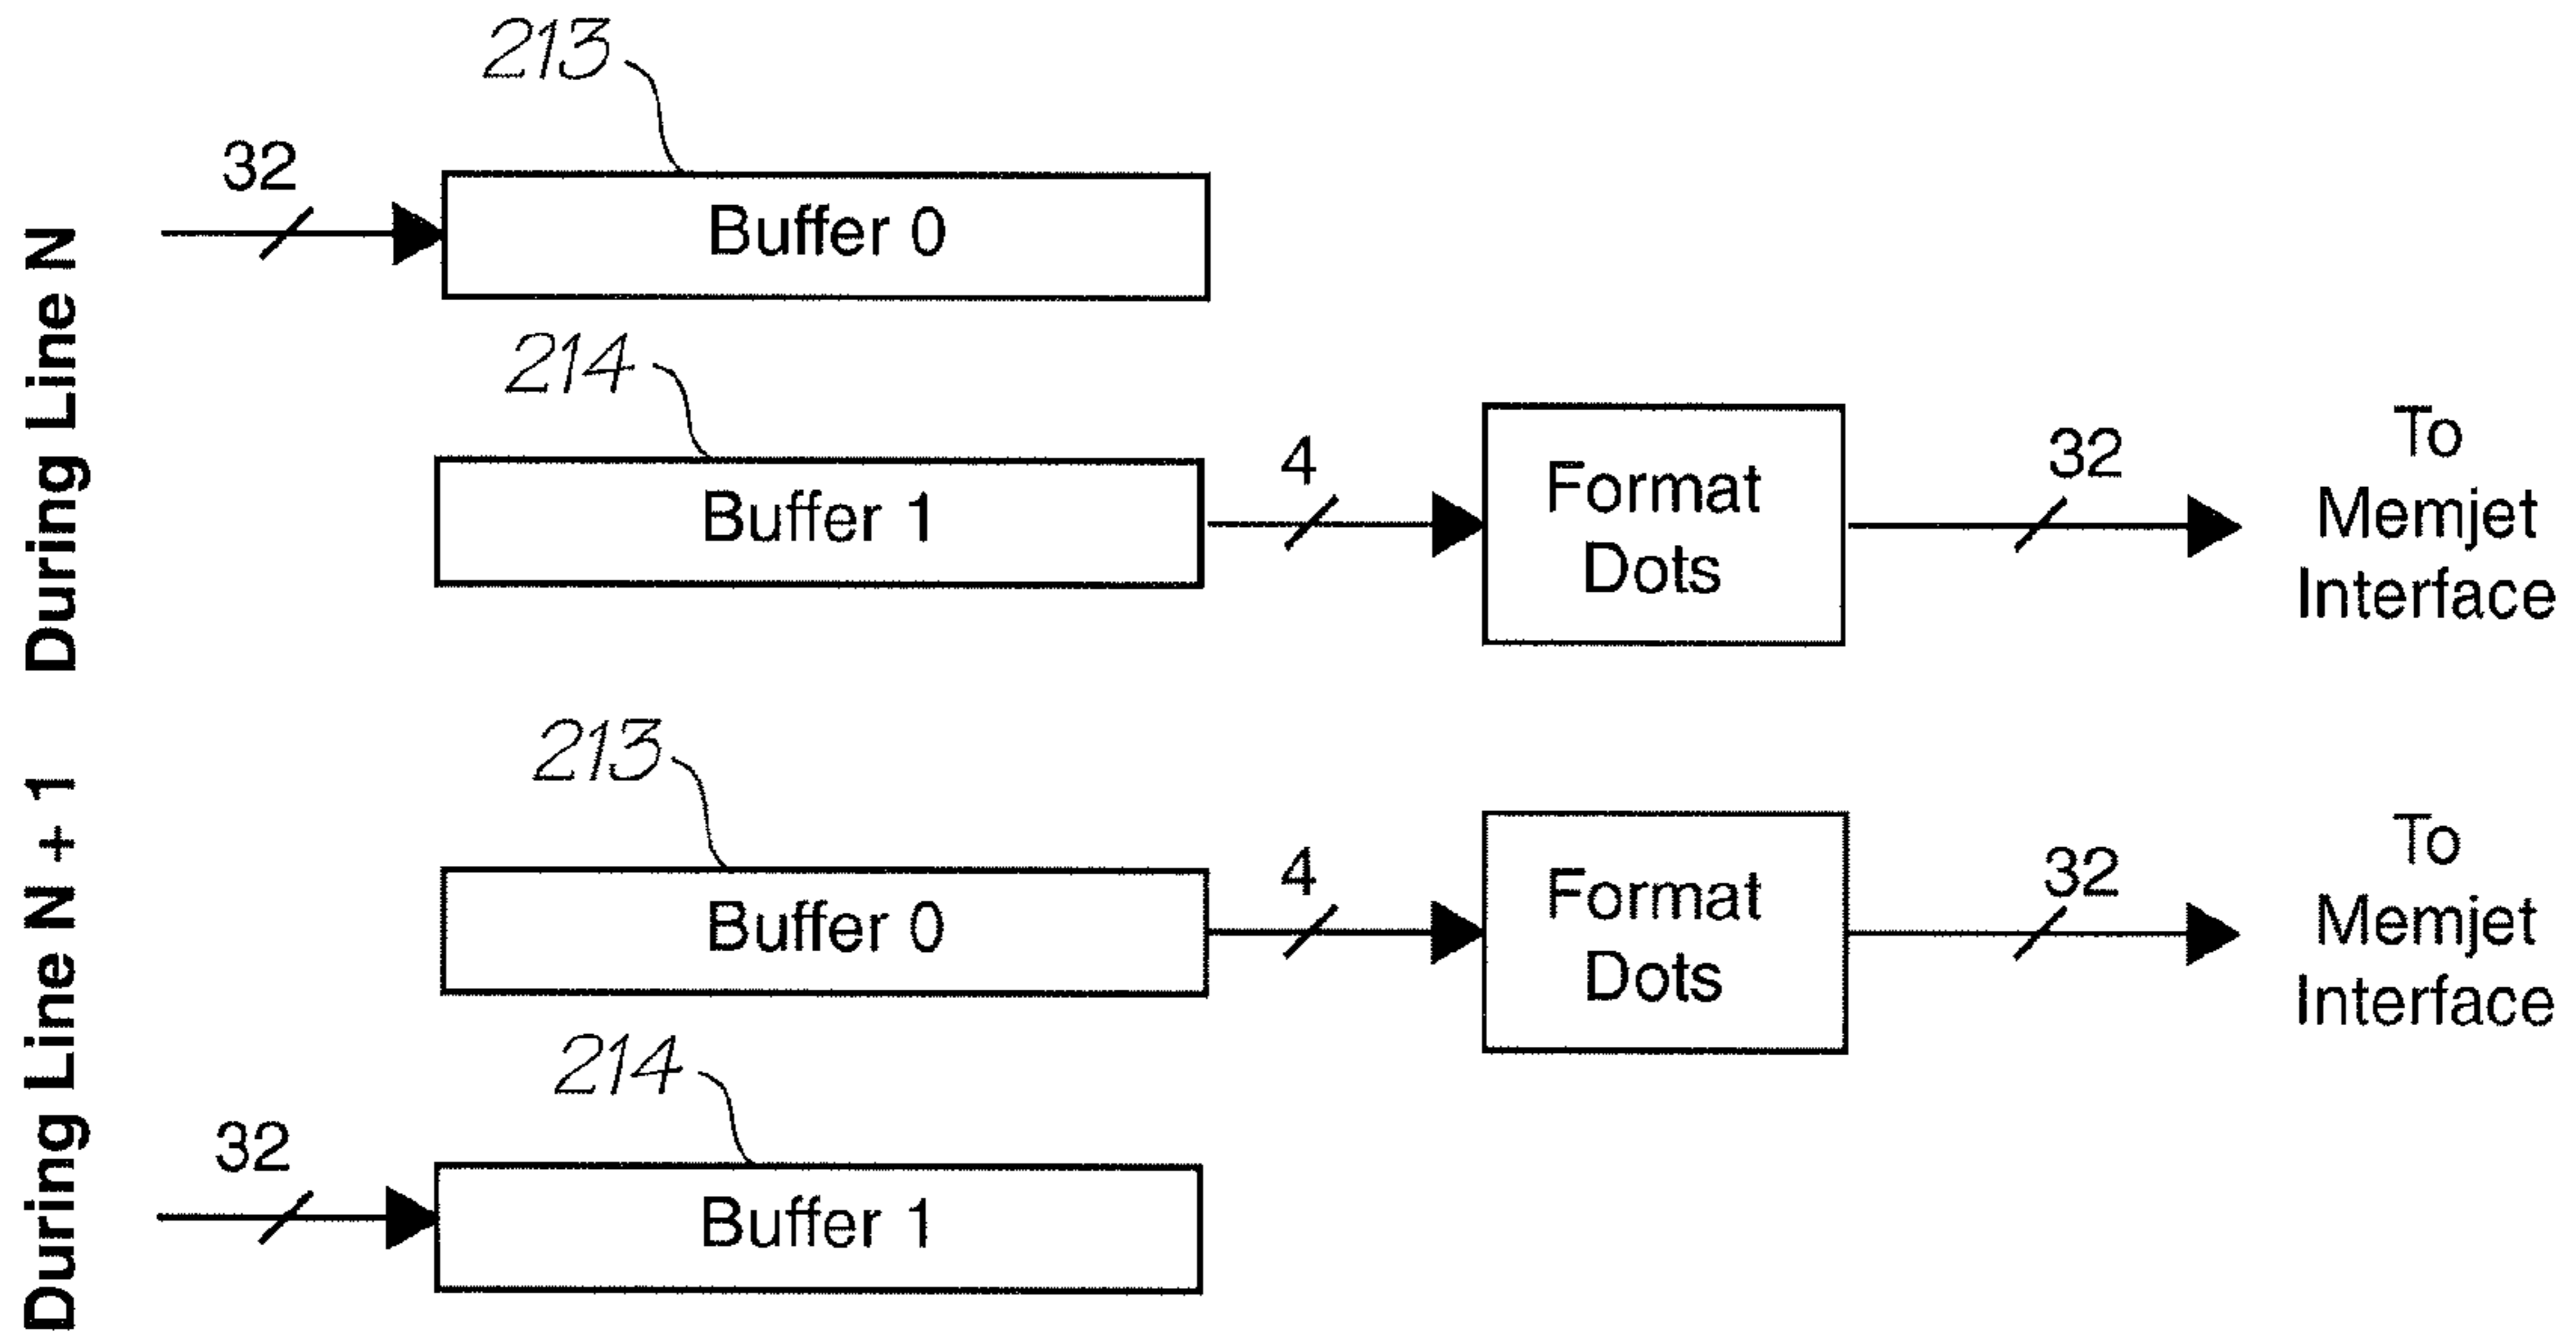 During Line N
213
32
Buffer 0
214
Buffer 1
4
Format
Dots
32
To
Memjet
Interface
During Line N + 1
213
Buffer 0
4
Format
Dots
32
To
Memjet
Interface
214
32
Buffer 1